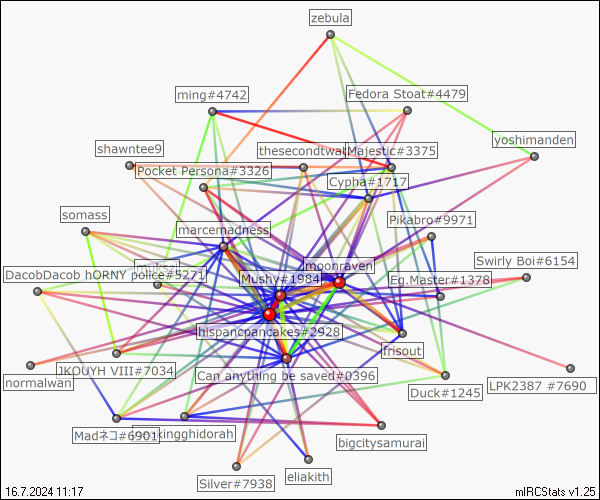 zebula
ming#4742
Fedora Stoat#4479
yoshimanden
shawntee9
thesecondtwal
Majestic#3375
Pocket Persona#3326
Cypha#1717
somass
Pikabro#9971
marcemadness
Swirly Boi#6154
moonraven
DacobDacob hORNY police#5271
Mushy#1984
Eg.Master#1378
hispancpancakes#2928
frisout
normalwan
JKOUYH VIII#7034
Can anything be saved#0396
Duck#1245
LPK2387 #7690
Madネコ#6901
kingghidorah
bigcitysamurai
Silver#7938
eliakith
16.7.2024 11:17
mIRCStats v1.25